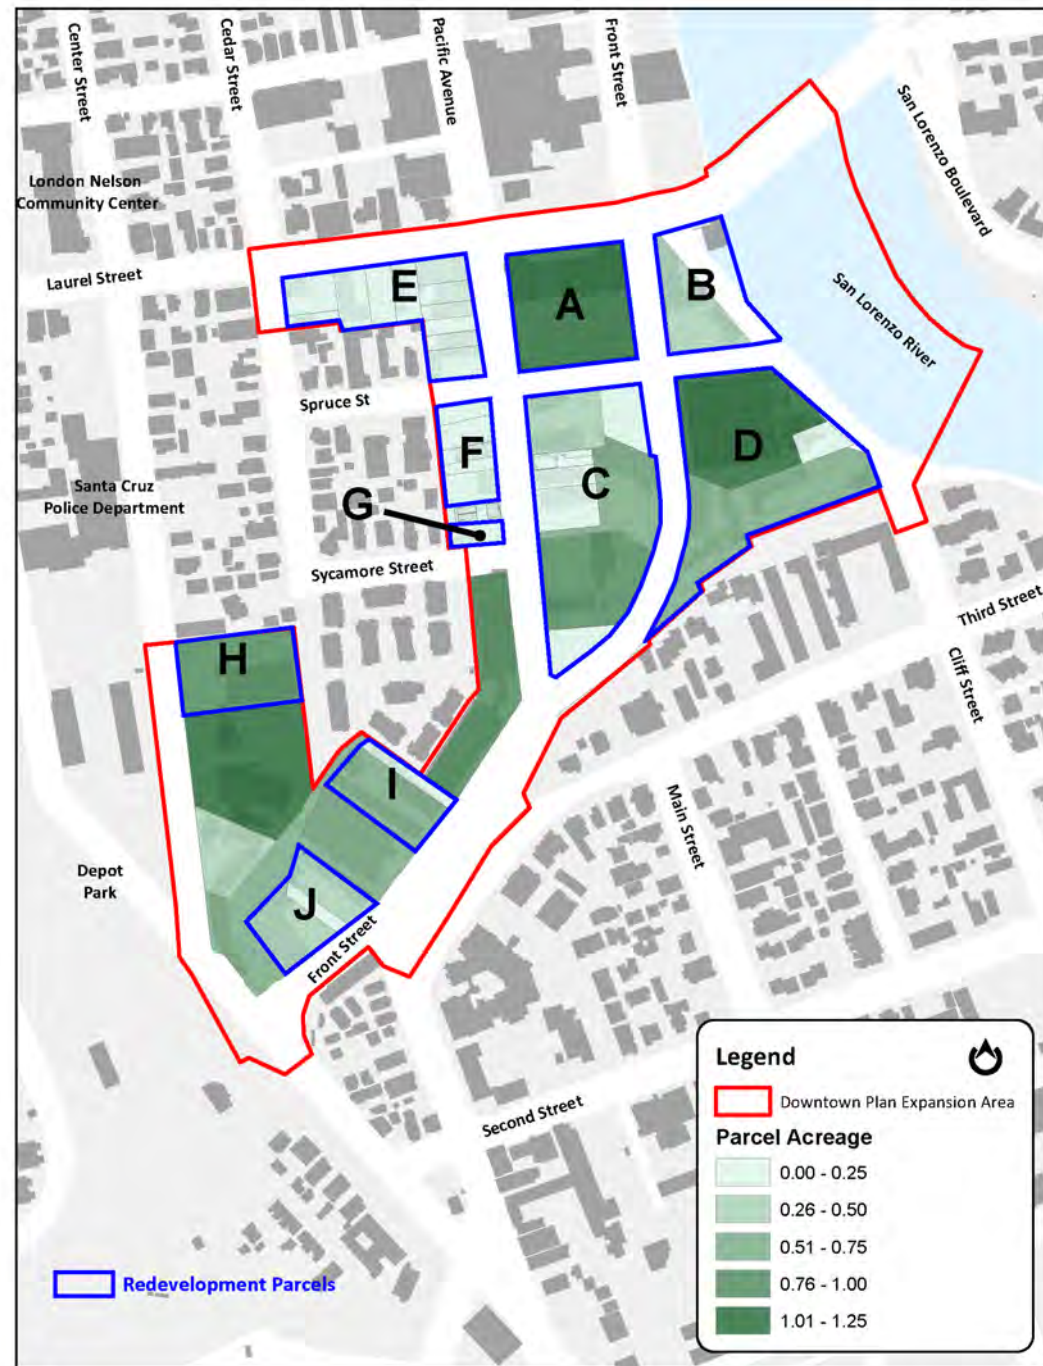 Center Street
Cedar Street
Pacific Avenue
Front Street
San Lorenzo Boulevard
London Nelson
Community Center
Laurel Street
E
A
B
San Lorenzo River
Spruce St
F
C
D
Santa Cruz
Police Department
G
Sycamore Street
Third Street
Cliff Street
H
I
Main Street
Depot
Park
J
Front Street
Second Street
Legend
Downtown Plan Expansion Area
Parcel Acreage
0.00 - 0.25
0.26 - 0.50
0.51 - 0.75
0.76 - 1.00
1.01 - 1.25
Redevelopment Parcels